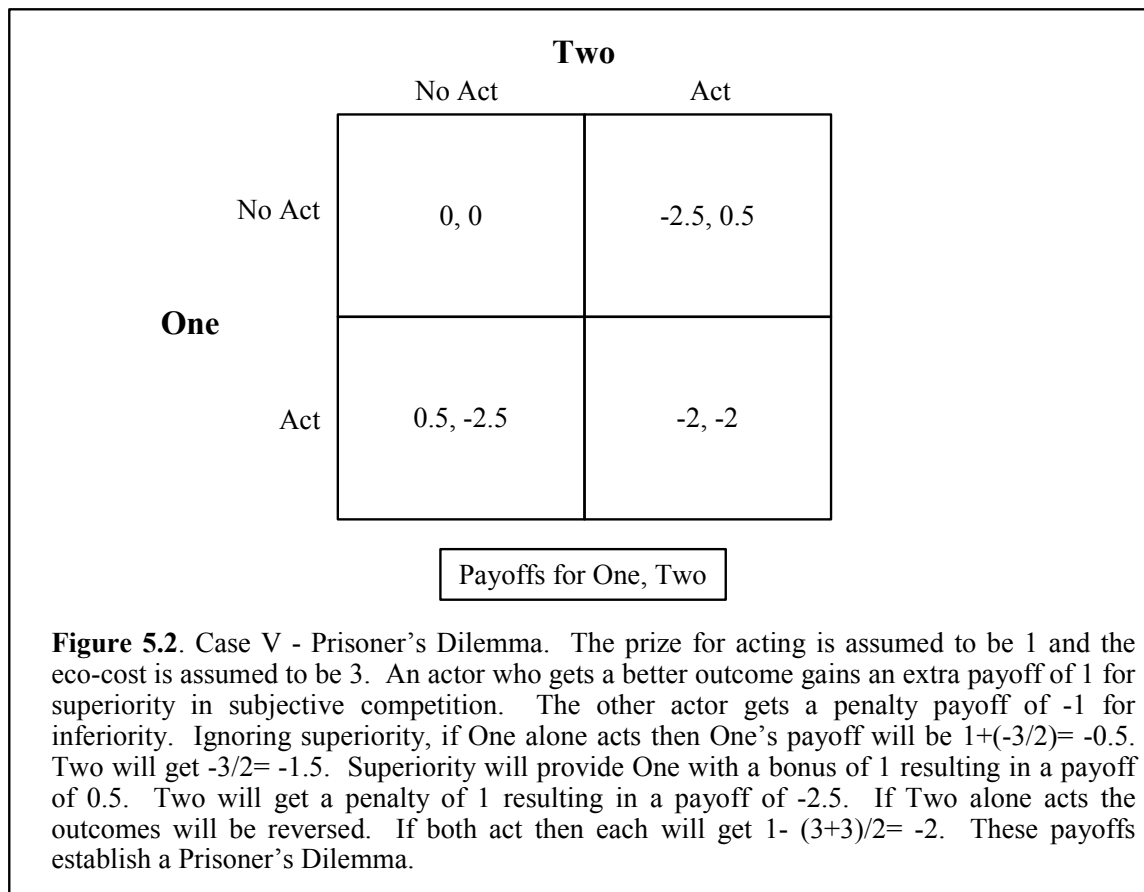 Two
No Act Act
No Act 0, 0 -2.5, 0.5
One
Act 0.5, -2.5 -2, -2
Payoffs for One, Two
Figure 5.2. Case V - Prisoner's Dilemma. The prize for acting is assumed to be 1 and the
eco-cost is assumed to be 3. An actor who gets a better outcome gains an extra payoff of 1 for
superiority in subjective competition. The other actor gets a penalty payoff of -1 for
inferiority. Ignoring superiority, if One alone acts then One's payoff will be 1+(-3/2)= -0.5.
Two will get -3/2= -1.5. Superiority will provide One with a bonus of 1 resulting in a payoff
of 0.5. Two will get a penalty of 1 resulting in a payoff of -2.5. If Two alone acts the
outcomes will be reversed. If both act then each will get 1- (3+3)/2= -2. These payoffs
establish a Prisoner's Dilemma.